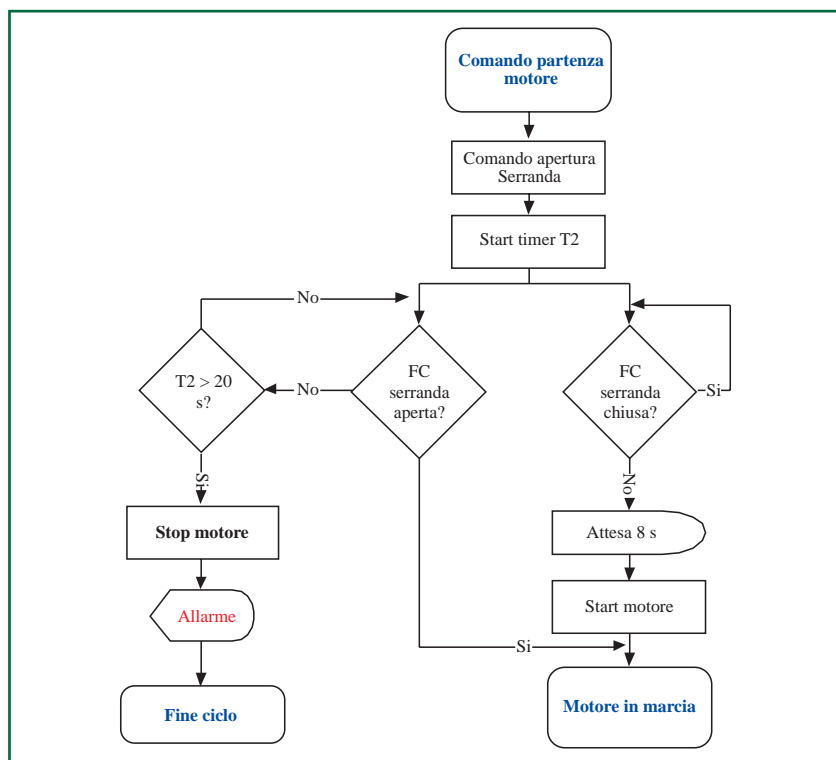 Comando partenza
motore
Comando apertura
Serranda
Start timer T2
No
T2 > 20
s?
No
FC
serranda
aperta?
FC
serranda
chiusa?
Si
Si
No
Stop motore
Attesa 8 s
Allarme
Start motore
Si
Fine ciclo
Motore in marcia